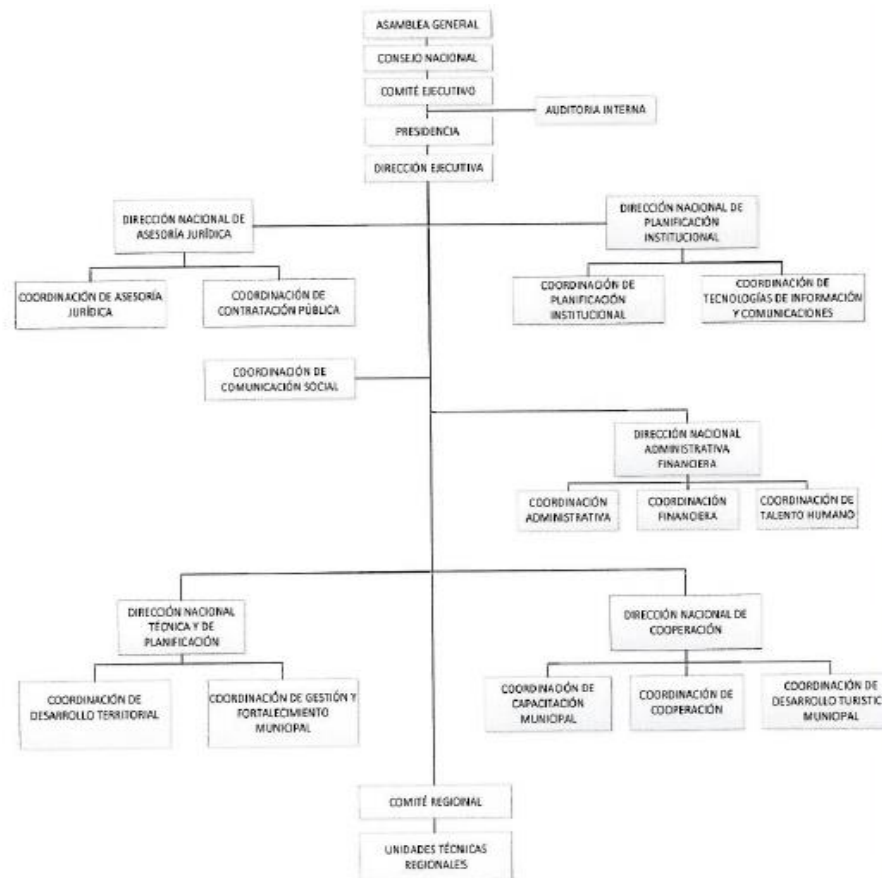 ASAMBLEA GENERAL
CONSEJO NACIONAL
COMITÉ EJECUTIVO
AUDITORIA INTERNA
PRESIDENCIA
DIRECCIÓN EJECUTIVA
DIRECCIÓN NACIONAL DE
ASESORÍA JURÍDICA
DIRECCIÓN NACIONAL DE
PLANIFICACIÓN
INSTITUCIONAL
COORDINACIÓN DE ASESORÍA
JURÍDICA
COORDINACIÓN DE
CONTRATACIÓN PÚBLICA
COORDINACIÓN DE
PLANIFICACIÓN
INSTITUCIONAL
COORDINACIÓN DE
TECNOLOGÍAS DE INFORMACIÓN
Y COMUNICACIONES
COORDINACIÓN DE
COMUNICACIÓN SOCIAL
DIRECCIÓN NACIONAL
ADMINISTRATIVA
FINANCIERA
COORDINACIÓN
ADMINISTRATIVA
COORDINACIÓN
FINANCIERA
COORDINACIÓN DE
TALENTO HUMANO
DIRECCIÓN NACIONAL
TÉCNICA Y DE
PLANIFICACIÓN
DIRECCIÓN NACIONAL DE
COOPERACIÓN
COORDINACIÓN DE
DESARROLLO TERRITORIAL
COORDINACIÓN DE GESTIÓN Y
FORTALECIMIENTO
MUNICIPAL
COORDINACIÓN DE
CAPACITACIÓN
MUNICIPAL
COORDINACIÓN DE
COOPERACIÓN
COORDINACIÓN DE
DESARROLLO TURISTIC
MUNICIPAL
COMITÉ REGIONAL
UNIDADES TÉCNICAS
REGIONALES